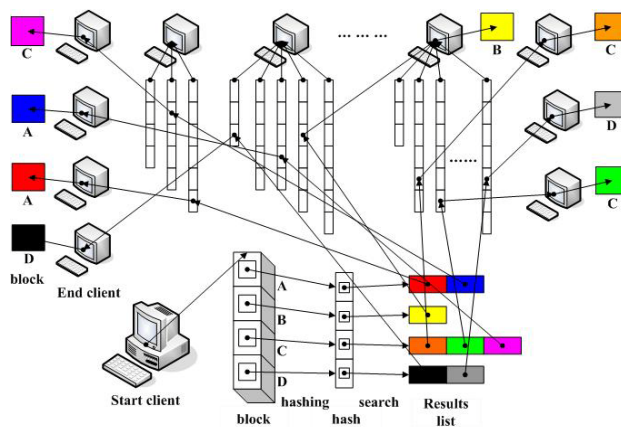 ... ... ...
C
B
C
A
D
A
C
......
D
block
End client
A
B
C
D
Start client
hashing
search
Results
block
hash
list